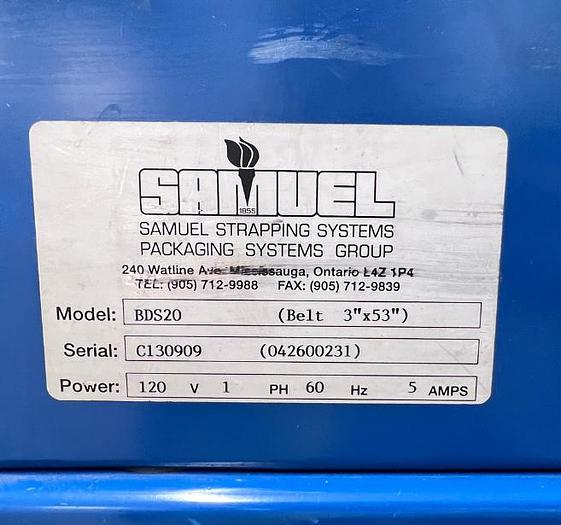 SAMUEL
1855
SAMUEL STRAPPING SYSTEMS
PACKAGING SYSTEMS GROUP
240 Watline Ave. Mississauga, Ontario L4Z 1P4
TEL: (905) 712-9988 FAX: (905) 712-9839
Model: BDS20 (Belt 3"x53")
Serial: C130909 (042600231)
Power: 120 V 1 PH 60 Hz 5 AMPS